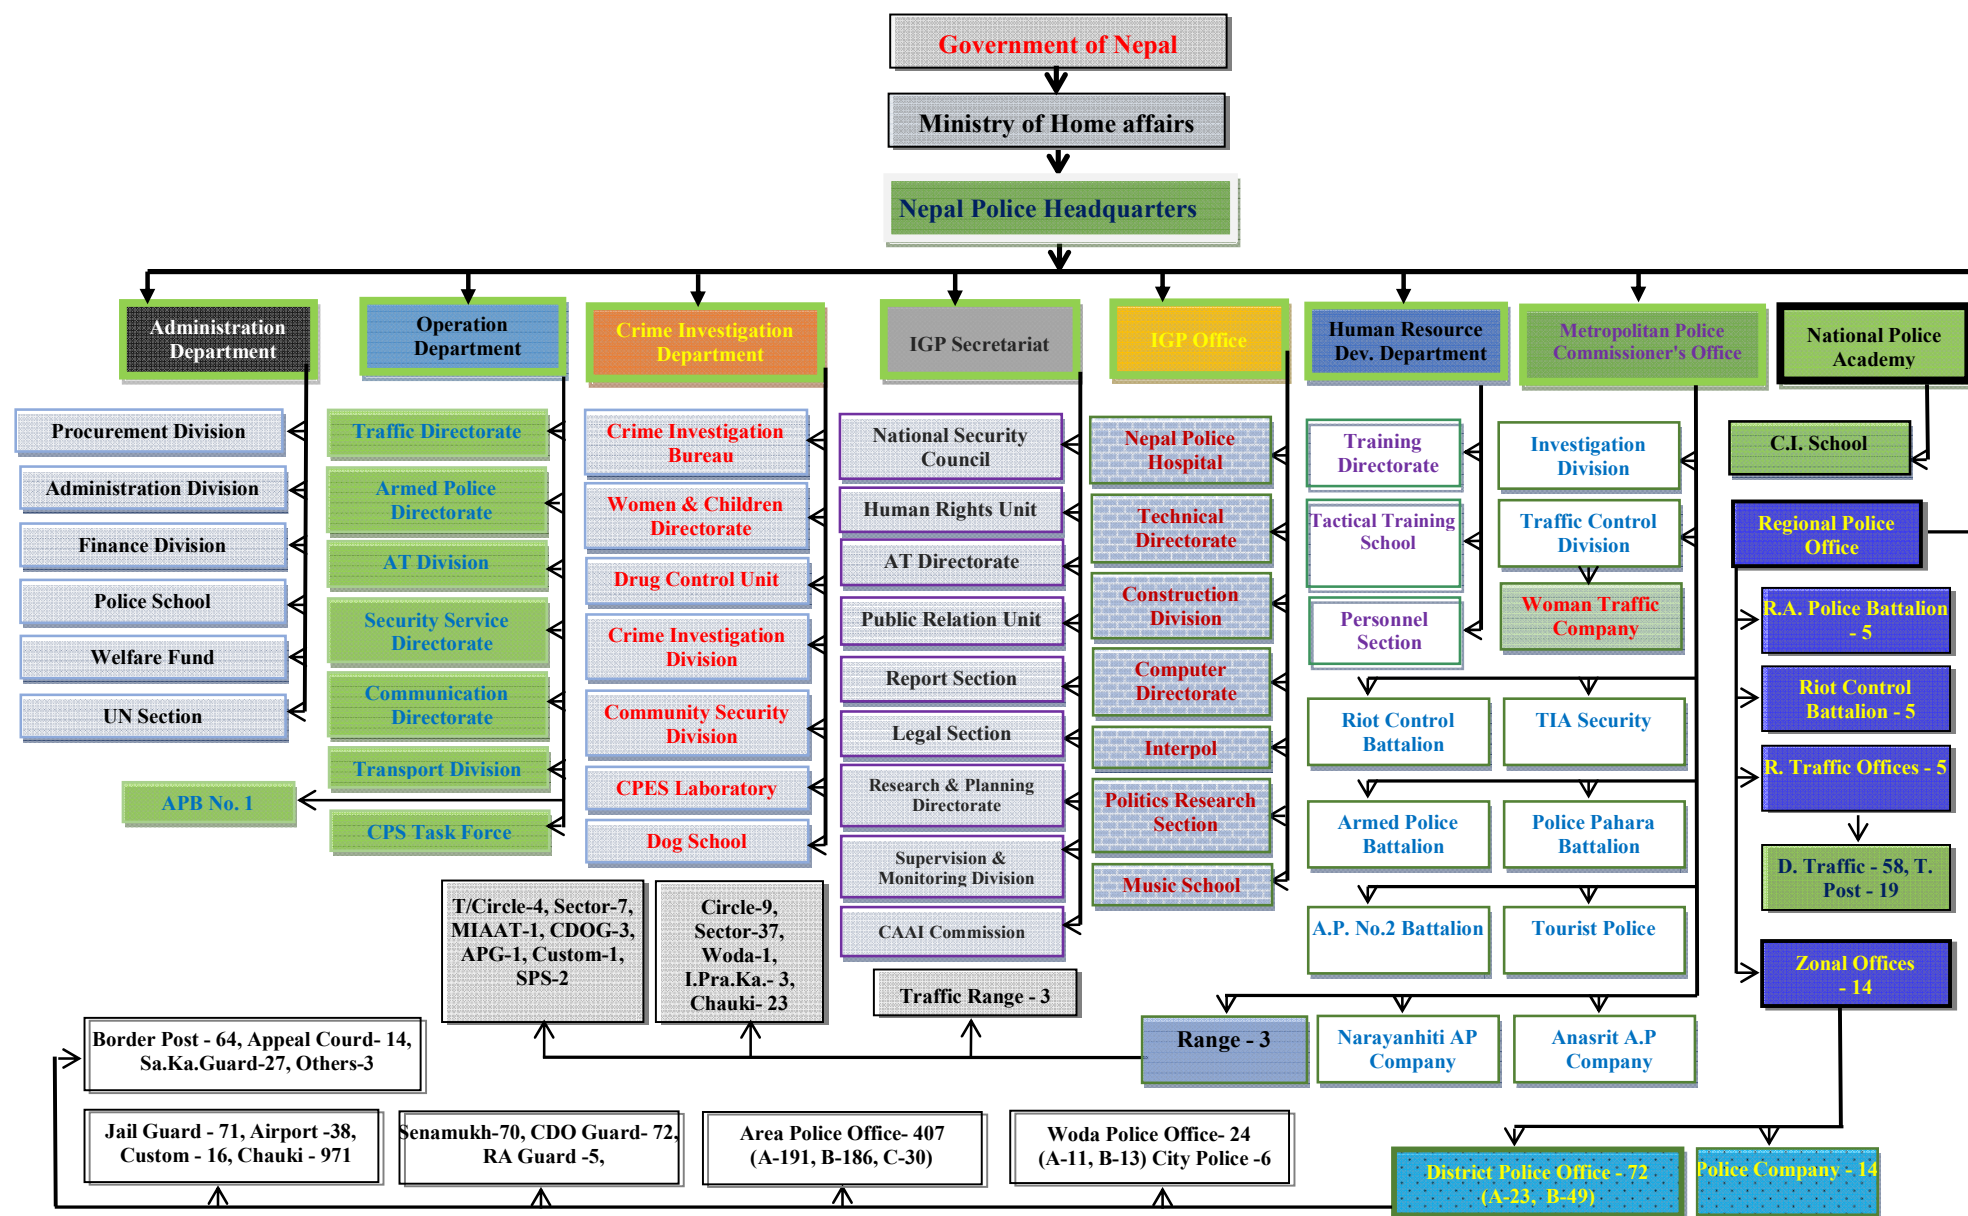 Government of Nepal
Ministry of Home affairs
Nepal Police Headquarters
Administration
Department
Operation
Department
Crime Investigation
Department
IGP Secretariat
IGP Office
Human Resource
Dev. Department
Metropolitan Police
Commissioner's Office
National Police
Academy
Procurement Division
Administration Division
Finance Division
Police School
Welfare Fund
UN Section
Traffic Directorate
Armed Police
Directorate
AT Division
Security Service
Directorate
Communication
Directorate
Transport Division
APB No. 1
CPS Task Force
Crime Investigation
Bureau
Women & Children
Directorate
Drug Control Unit
Crime Investigation
Division
Community Security
Division
CPES Laboratory
Dog School
National Security
Council
Human Rights Unit
AT Directorate
Public Relation Unit
Report Section
Legal Section
Research & Planning
Directorate
Supervision &
Monitoring Division
CAAI Commission
Nepal Police
Hospital
Technical
Directorate
Construction
Division
Computer
Directorate
Interpol
Politics Research
Section
Music School
Training
Directorate
Tactical Training
School
Personnel
Section
Investigation
Division
Traffic Control
Division
Woman Traffic
Company
Riot Control
Battalion
TIA Security
Armed Police
Battalion
Police Pahara
Battalion
A.P. No.2 Battalion
Tourist Police
Range - 3
Narayanhiti AP
Company
Anasrit A.P
Company
C.I. School
Regional Police
Office
R.A. Police Battalion
- 5
Riot Control
Battalion - 5
R. Traffic Offices - 5
D. Traffic - 58, T.
Post - 19
Zonal Offices
- 14
T/Circle-4, Sector-7,
MIAAT-1, CDOG-3,
APG-1, Custom-1,
SPS-2
Circle-9,
Sector-37,
Woda-1,
I.Pra.Ka.- 3,
Chauki- 23
Traffic Range - 3
Border Post - 64, Appeal Courd- 14,
Sa.Ka.Guard-27, Others-3
Jail Guard - 71, Airport -38,
Custom - 16, Chauki - 971
Senamukh-70, CDO Guard- 72,
RA Guard -5,
Area Police Office- 407
(A-191, B-186, C-30)
Woda Police Office- 24
(A-11, B-13) City Police -6
District Police Office - 72
(A-23, B-49)
Police Company - 14